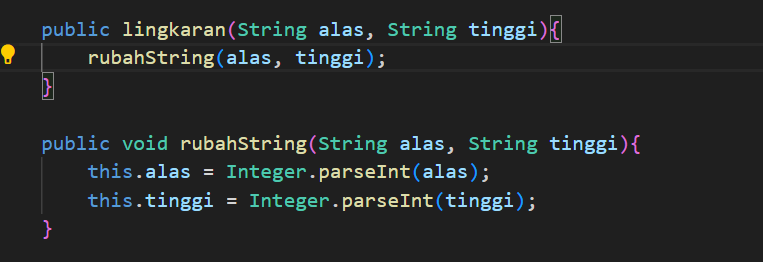 public lingkaran(String alas, String tinggi){
rubahString(alas, tinggi);
}
public void rubahString(String alas, String tinggi){
this.alas = Integer.parseInt(alas);
this.tinggi = Integer.parseInt(tinggi);
}